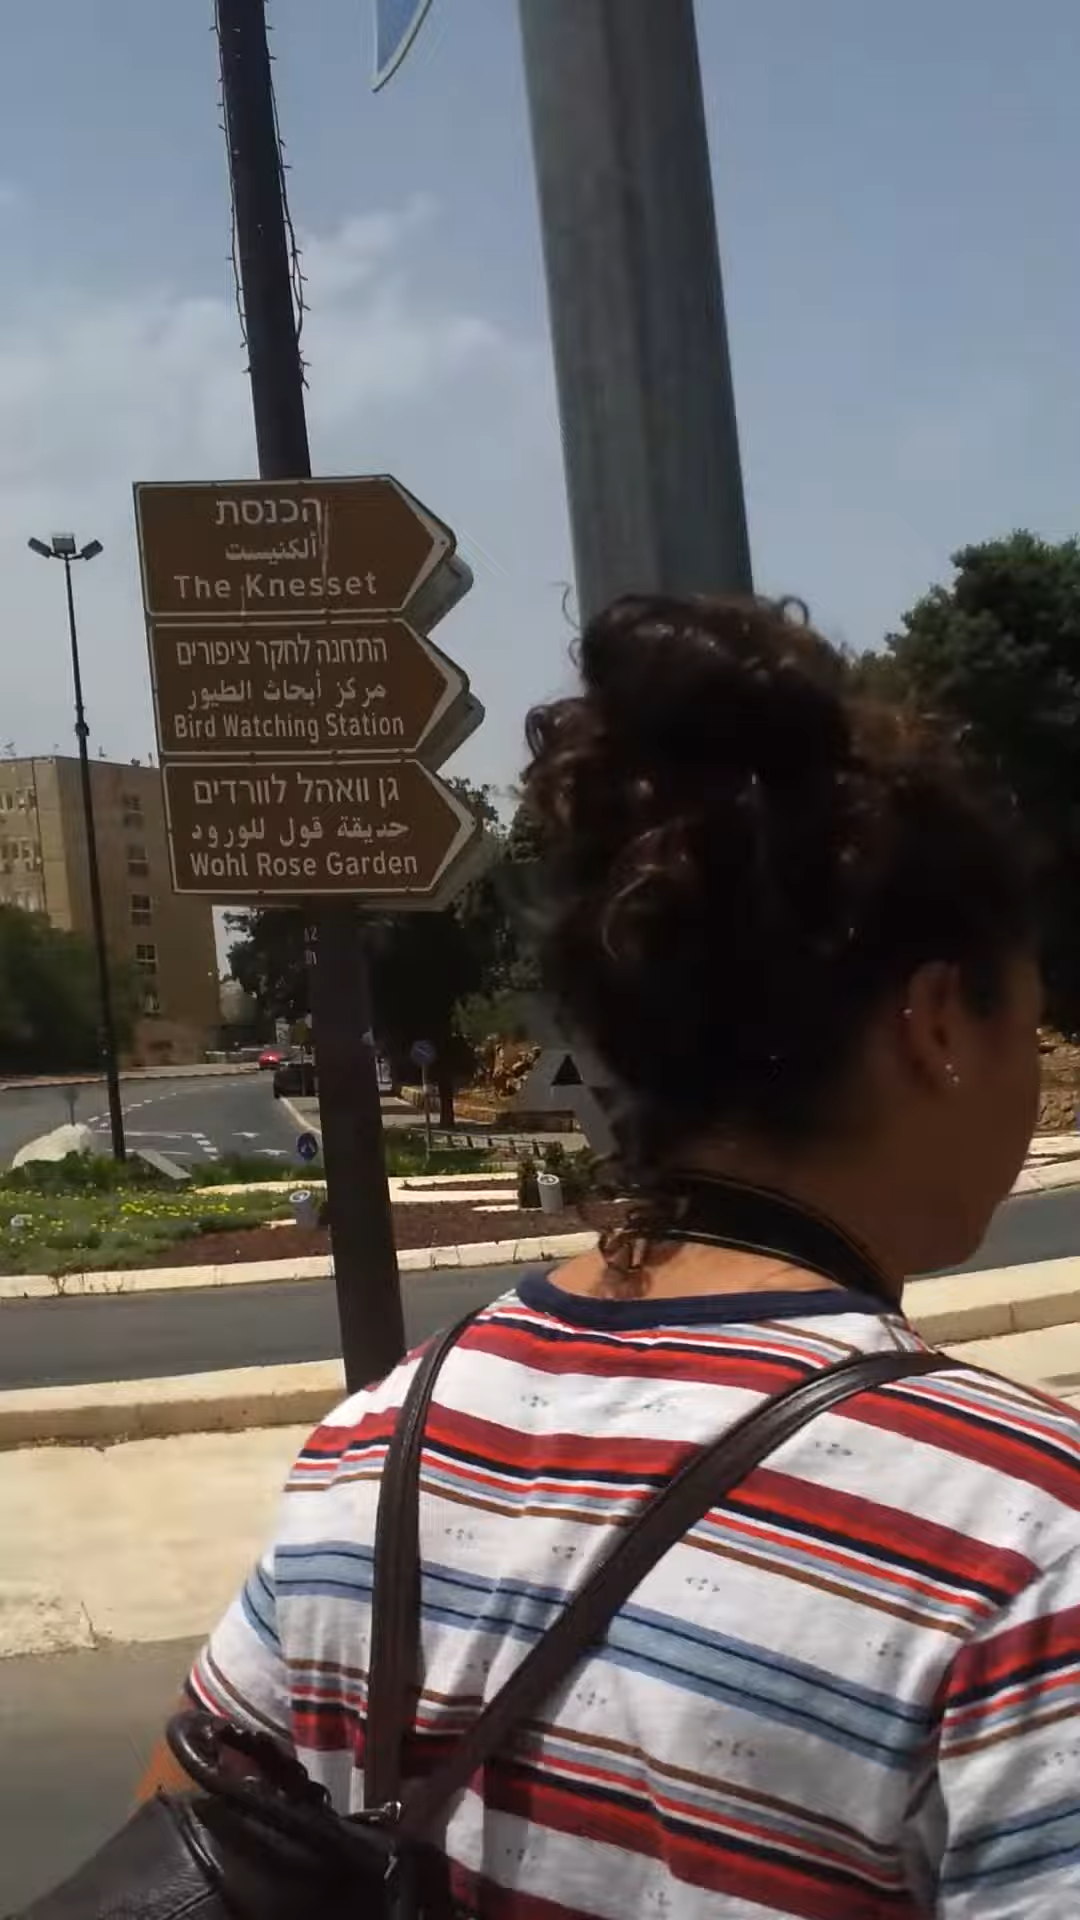 הכנסת
ألكنيست
The Knesset
התחנה לחקר ציפורים
مركز أبحاث الطيور
Bird Watching Station
גן וואהל לוורדים
حديقة قول للورود
Wohl Rose Garden